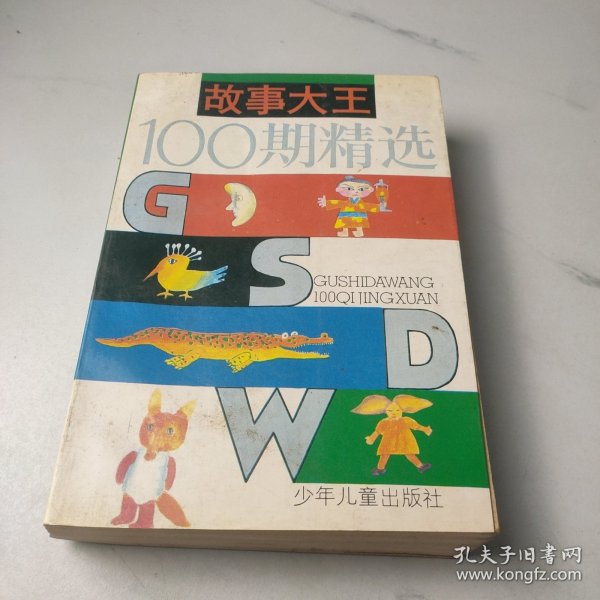 故事大王
100期精选
G
S
GUSHIDAWANG
100QI JINGXUAN
D
W
少年儿童出版社
孔夫子旧书网
www.kongfz.com